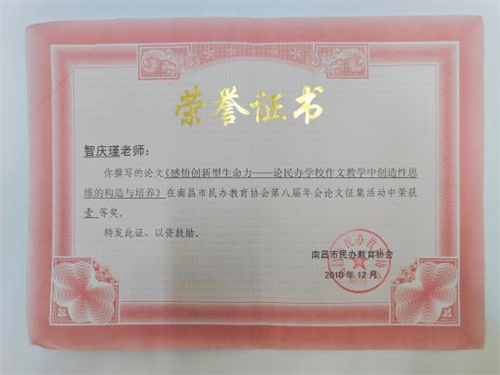 荣誉证书
智庆瑾老师：
你撰写的论文《感悟创新型生命力——论民办学校作文教学中创造性思
维的构造与培养》在南昌市民办教育协会第八届年会论文征集活动中荣获
壹等奖。
特发此证，以资鼓励。
南昌市民办教育协会
2010年12月